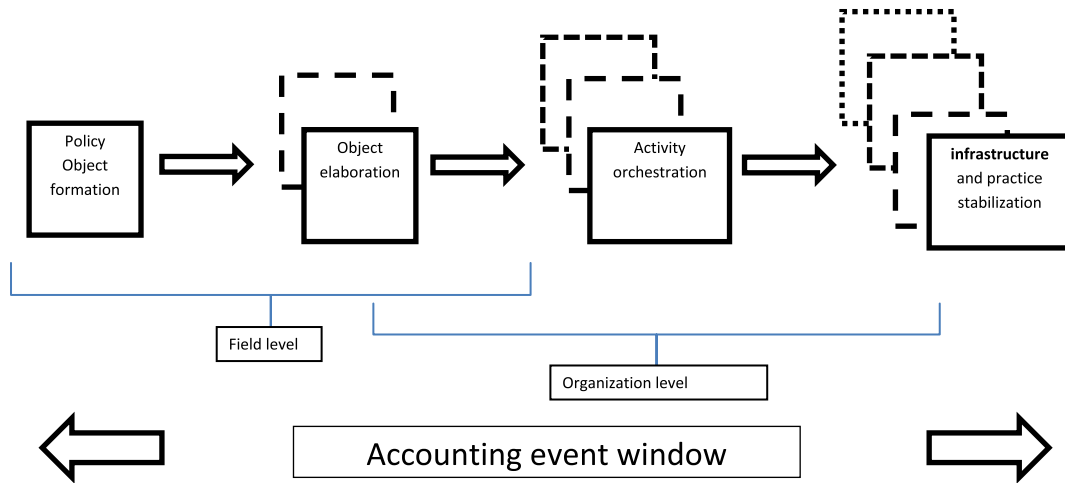 Policy
Object
formation
Object
elaboration
Activity
orchestration
infrastructure
and practice
stabilization
Field level
Organization level
Accounting event window